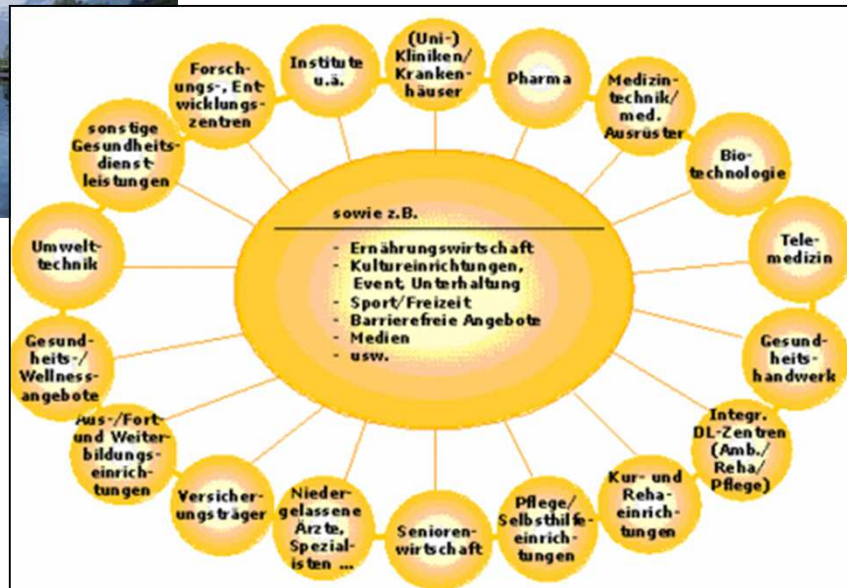 (Uni-)
Kliniken/
Kranken-
häuser
Pharma
Medizin-
technik/
med.
Ausrüster
Bio-
technologie
Tele-
medizin
Gesund-
heits-
handwerk
Integr.
DL-Zentren
(Amb./
Reha/
Pflege)
Kur- und
Reha-
einrich-
tungen
Pflege/
Selbsthilfe-
einrich-
tungen
Senioren-
wirtschaft
Nieder-
gelassene
Ärzte,
Spezial-
isten ...
Versicher-
ungsträger
Aus-/Fort-
und Weiter-
bildungs-
einrich-
tungen
Gesund-
heits-/
Wellness-
angebote
Umwelt-
technik
sonstige
Gesundheits-
dienst-
leistungen
Forsch-
ungs-, Ent-
wicklungs-
zentren
Institute
u.ä.
sowie z.B.
- Ernährungswirtschaft
- Kultureinrichtungen,
Event, Unterhaltung
- Sport/Freizeit
- Barrierefreie Angebote
- Medien
- usw.